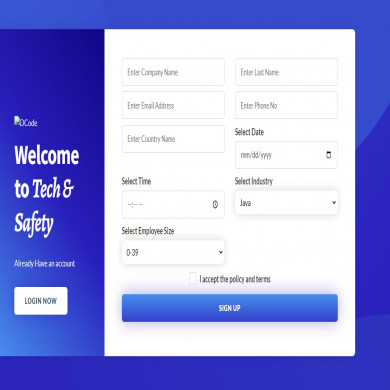 DCode
Welcome
to Tech &
Safety
Already Have an account
LOGIN NOW
Enter Company Name
Enter Last Name
Enter Email Address
Enter Phone No
Enter Country Name
Select Date
mm/dd/yyyy
Select Time
--:-- --
Select Industry
Java
Select Employee Size
0-39
I accept the policy and terms
SIGN UP